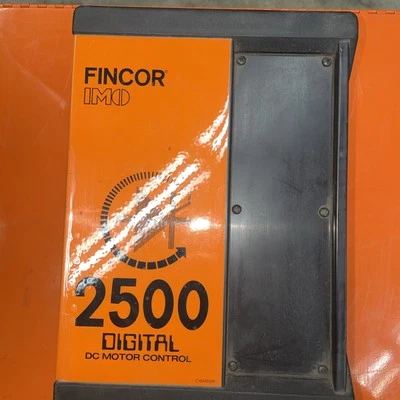 FINCOR®
IMO
2500
DIGITAL
DC MOTOR CONTROL